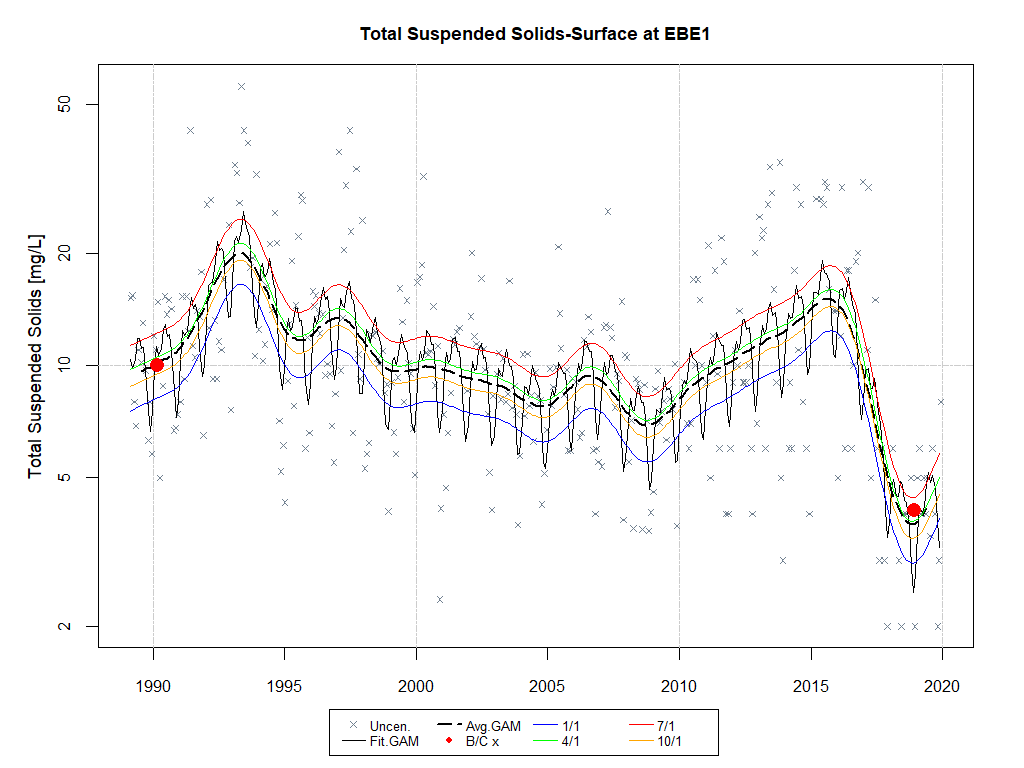 Total Suspended Solids-Surface at EBE1
Total Suspended Solids [mg/L]
50
20
10
5
2
1990 1995 2000 2005 2010 2015 2020
Uncen. Avg.GAM 1/1 7/1
Fit.GAM B/C x 4/1 10/1